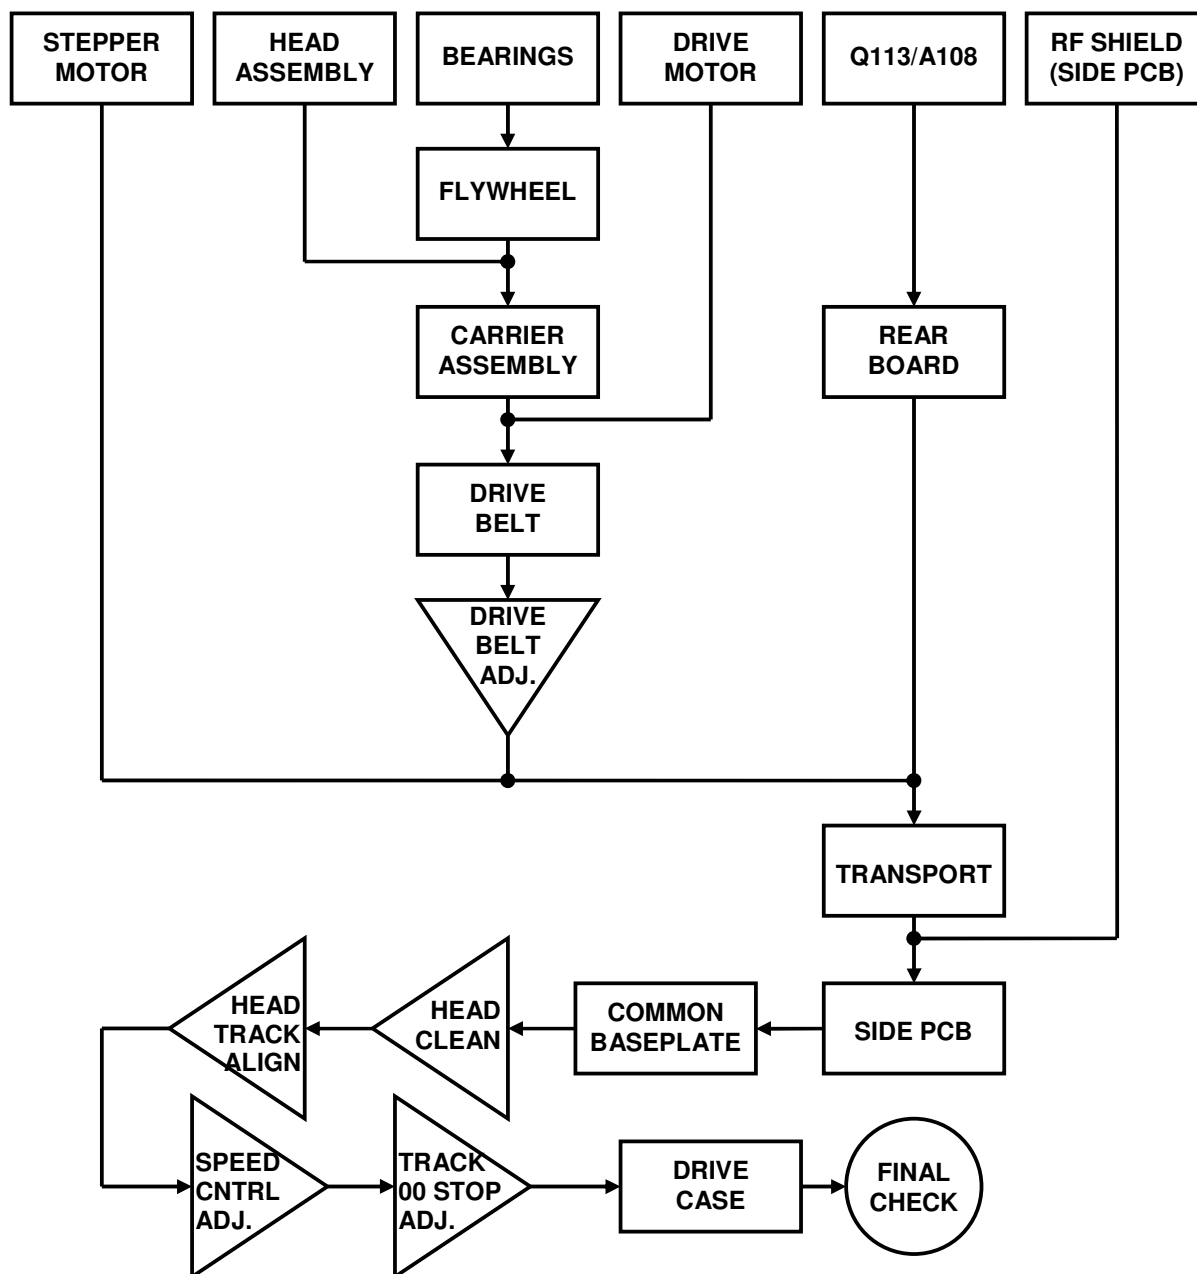 STEPPER
MOTOR
HEAD
ASSEMBLY
BEARINGS
DRIVE
MOTOR
Q113/A108
RF SHIELD
(SIDE PCB)
FLYWHEEL
CARRIER
ASSEMBLY
REAR
BOARD
DRIVE
BELT
DRIVE
BELT
ADJ.
TRANSPORT
SIDE PCB
COMMON
BASEPLATE
HEAD
CLEAN
HEAD
TRACK
ALIGN
SPEED
CNTRL
ADJ.
TRACK
00 STOP
ADJ.
DRIVE
CASE
FINAL
CHECK